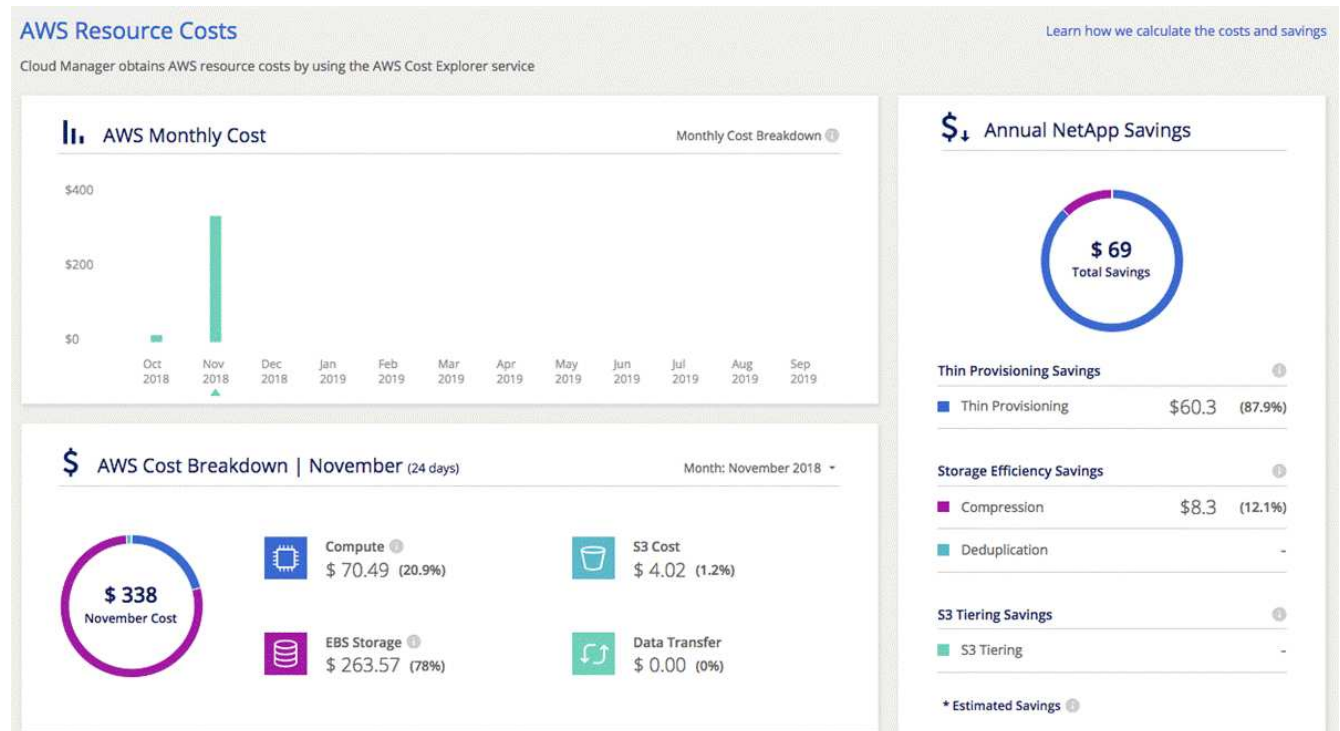 AWS Resource Costs
Learn how we calculate the costs and savings
Cloud Manager obtains AWS resource costs by using the AWS Cost Explorer service
AWS Monthly Cost
Monthly Cost Breakdown
$400
$200
$0
Oct Nov Dec Jan Feb Mar Apr May Jun Jul Aug Sep
2018 2018 2018 2019 2019 2019 2019 2019 2019 2019 2019 2019
$ AWS Cost Breakdown | November (24 days)
Month: November 2018
$ 338
November Cost
Compute
$ 70.49 (20.9%)
S3 Cost
$ 4.02 (1.2%)
EBS Storage
$ 263.57 (78%)
Data Transfer
$ 0.00 (0%)
$ Annual NetApp Savings
$ 69
Total Savings
Thin Provisioning Savings
Thin Provisioning $60.3 (87.9%)
Storage Efficiency Savings
Compression $8.3 (12.1%)
Deduplication -
S3 Tiering Savings
S3 Tiering -
* Estimated Savings